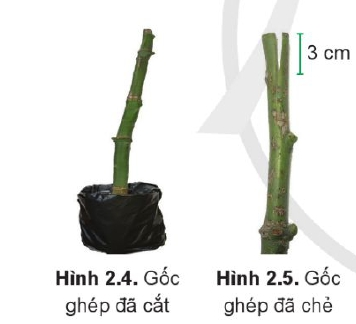 3 cm
Hình 2.4. Gốc
ghép đã cắt
Hình 2.5. Gốc
ghép đã chẻ